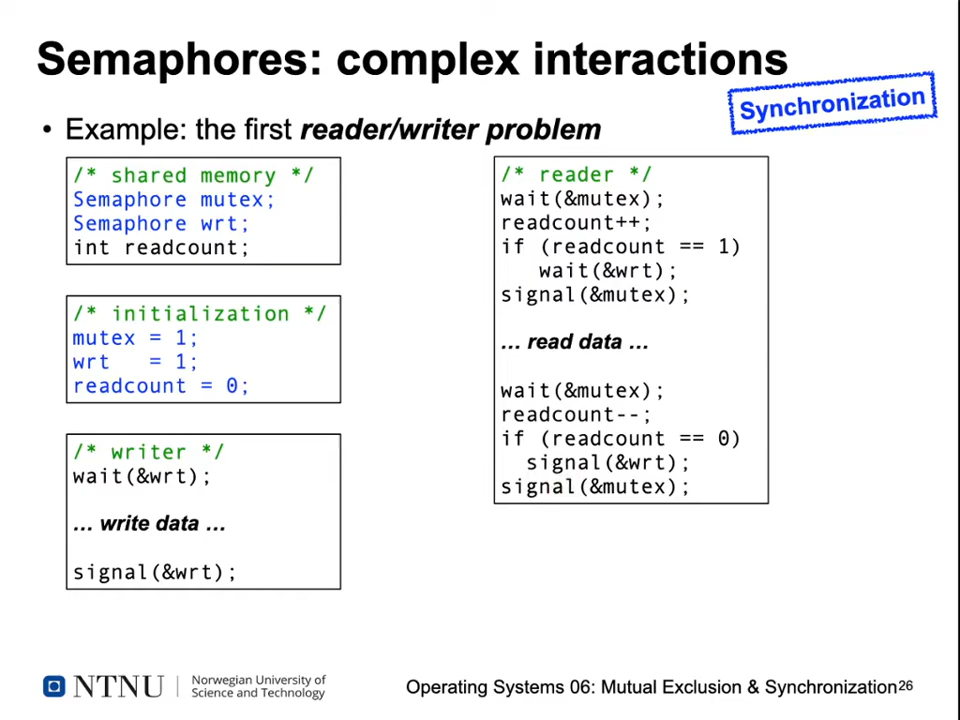 Semaphores: complex interactions
Synchronization
• Example: the first reader/writer problem
/* shared memory */
Semaphore mutex;
Semaphore wrt;
int readcount;
/* initialization */
mutex = 1;
wrt   = 1;
readcount = 0;
/* writer */
wait(&wrt);
… write data …
signal(&wrt);
/* reader */
wait(&mutex);
readcount++;
if (readcount == 1)
   wait(&wrt);
signal(&mutex);
… read data …
wait(&mutex);
readcount--;
if (readcount == 0)
  signal(&wrt);
signal(&mutex);
NTNU
Norwegian University of
Science and Technology
Operating Systems 06: Mutual Exclusion & Synchronization 26